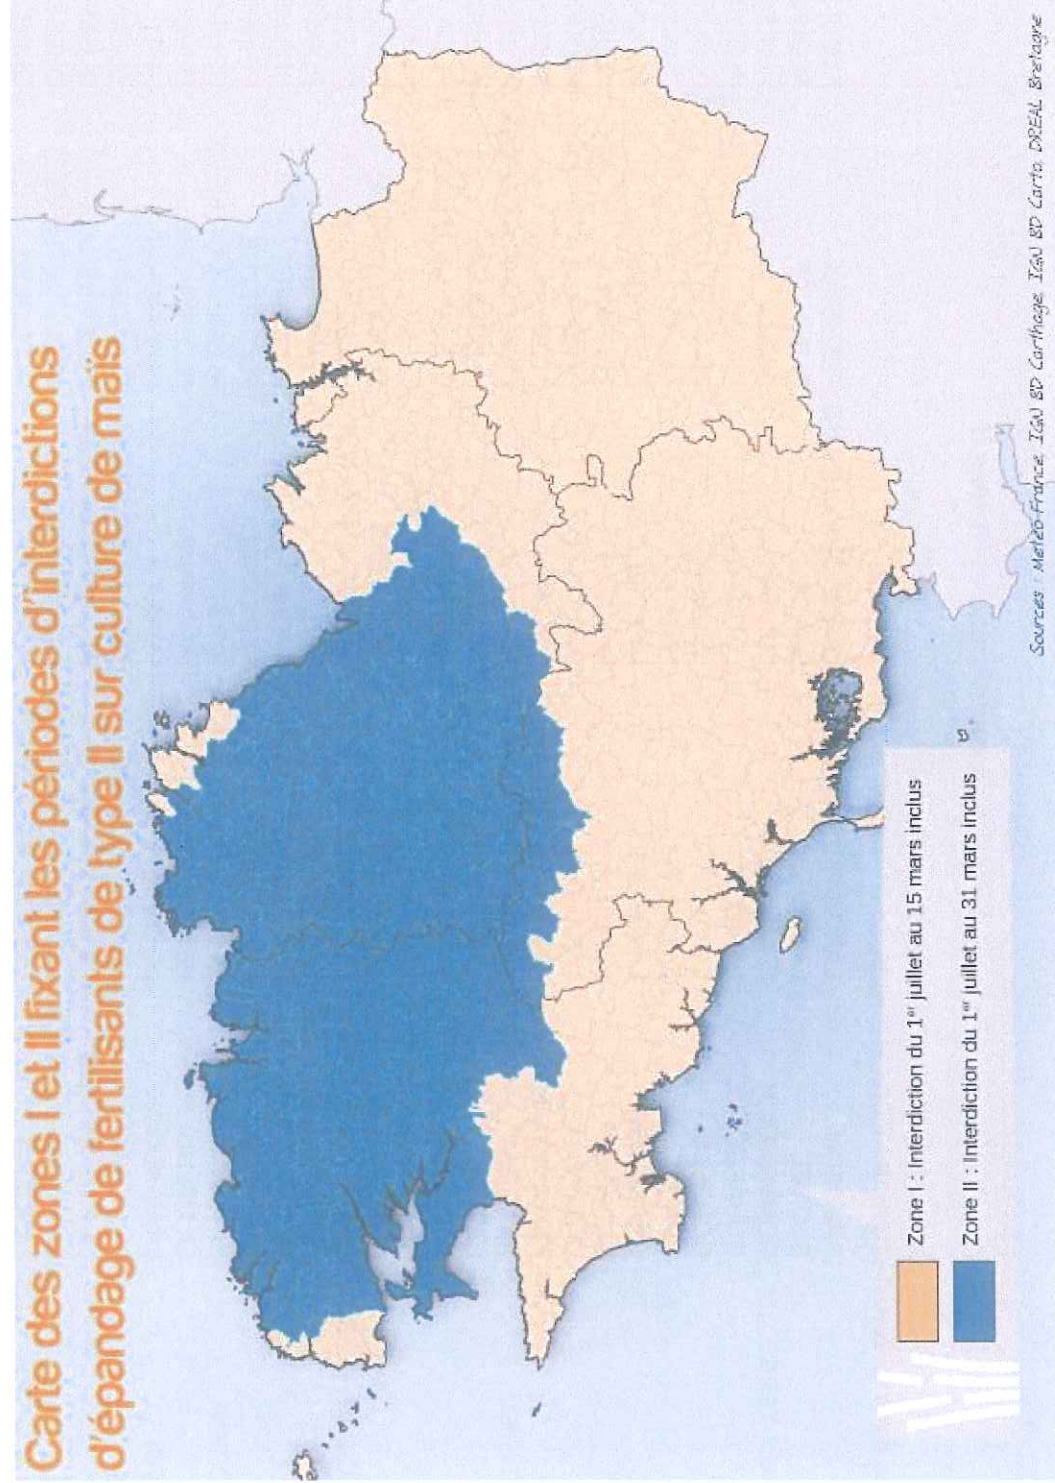 Carte des zones I et II fixant les périodes d'interdictions
d'épandage de fertilisants de type II sur culture de maïs
Zone I : Interdiction du 1er juillet au 15 mars inclus
Zone II : Interdiction du 1er juillet au 31 mars inclus
Sources : Météo-France, IGN BD Carthage, IGN BD Carto, DREAL Bretagne